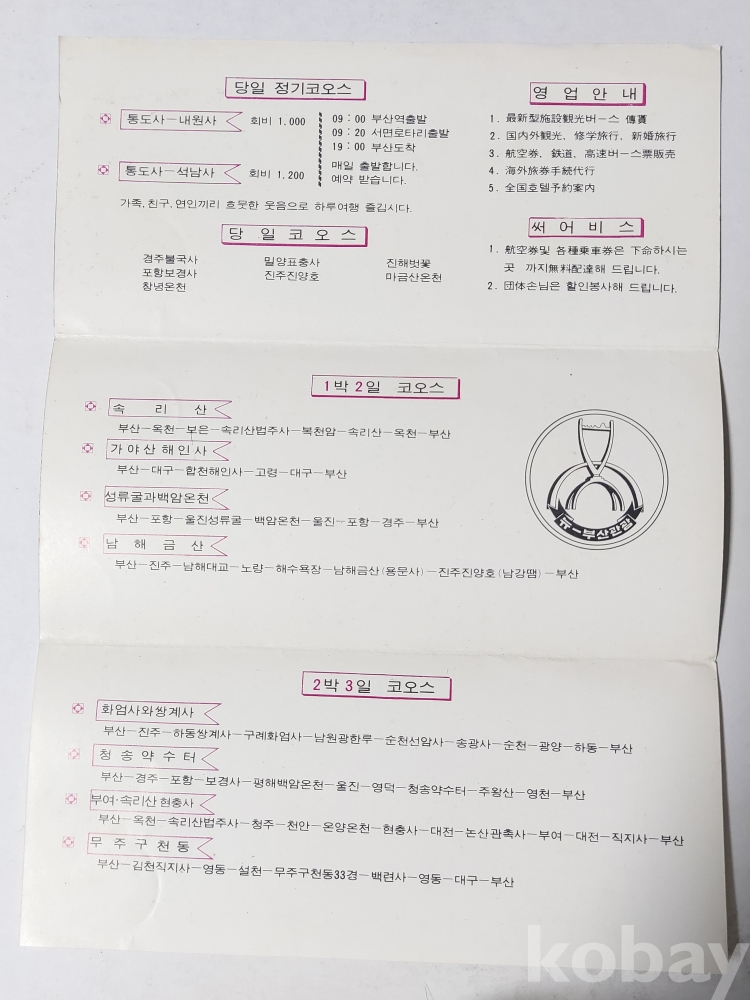 당일 정기코오스
통도사-내원사 회비 1,000
통도사-석남사 회비 1,200
09:00 부산역출발
09:20 서면로타리출발
19:00 부산도착
매일 출발합니다.
예약 받습니다.
가족, 친구, 연인끼리 흐뭇한 웃음으로 하루여행 즐깁시다.
당일코오스
경주불국사 밀양표충사 진해벗꽃
포항보경사 진주진양호 마금산온천
창녕온천
영업안내
1. 最新型施設観光버ー스 傳貰
2. 国内外観光, 修学旅行, 新婚旅行
3. 航空券, 鉄道, 高速버ー스票販売
4. 海外旅券手続代行
5. 全国호텔予約案内
써어비스
1. 航空券및 各種乗車券은 下命하시는
곳 까지無料配達해 드립니다.
2. 団体손님은 할인봉사해 드립니다.
1박 2일 코오스
속리산
부산-옥천-보은-속리산법주사-복천암-속리산-옥천-부산
가야산해인사
부산-대구-합천해인사-고령-대구-부산
성류굴과백암온천
부산-포항-울진성류굴-백암온천-울진-포항-경주-부산
남해금산
부산-진주-남해대교-노량-해수욕장-남해금산(용문사)-진주진양호(남강땜)-부산
뉴-부산관광
2박 3일 코오스
화엄사와쌍계사
부산-진주-하동쌍계사-구례화엄사-남원광한루-순천선암사-송광사-순천-광양-하동-부산
청송약수터
부산-경주-포항-보경사-평해백암온천-울진-영덕-청송약수터-주왕산-영천-부산
부여·속리산현충사
부산-옥천-속리산법주사-청주-천안-온양온천-현충사-대전-논산관촉사-부여-대전-직지사-부산
무주구천동
부산-김천직지사-영동-설천-무주구천동33경-백련사-영동-대구-부산
kobay